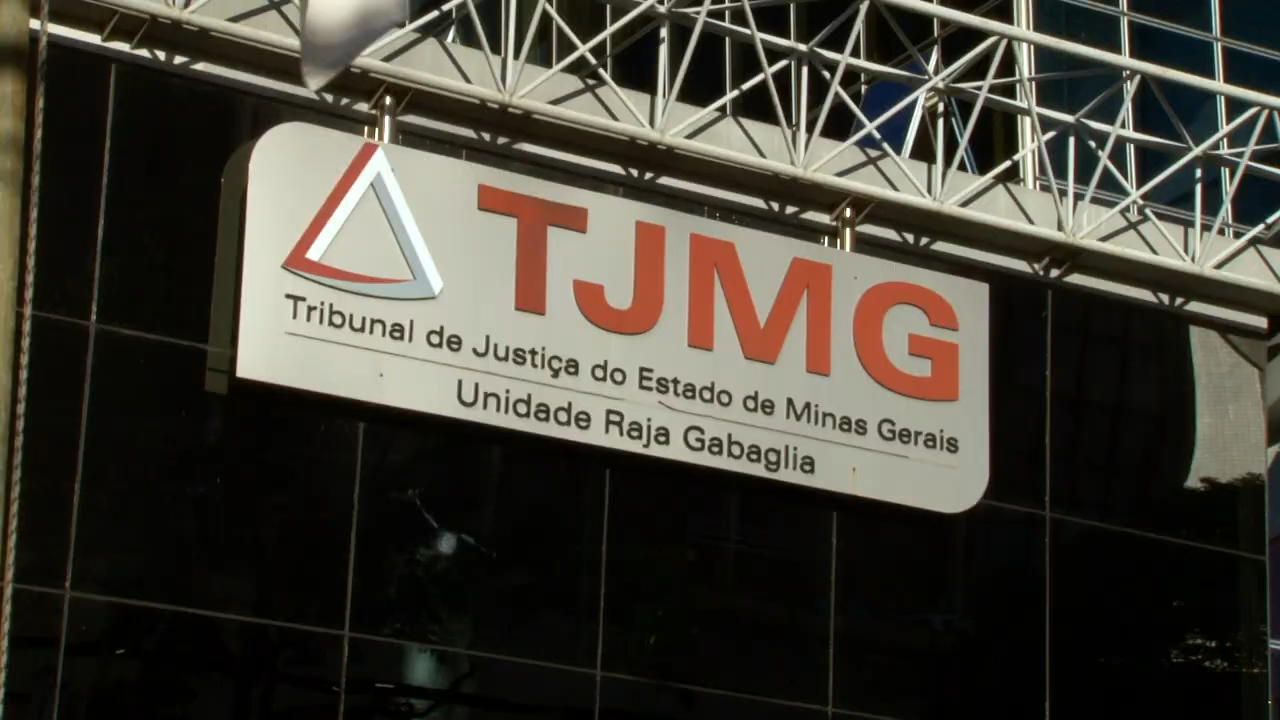 TJMG
Tribunal de Justiça do Estado de Minas Gerais
Unidade Raja Gabaglia